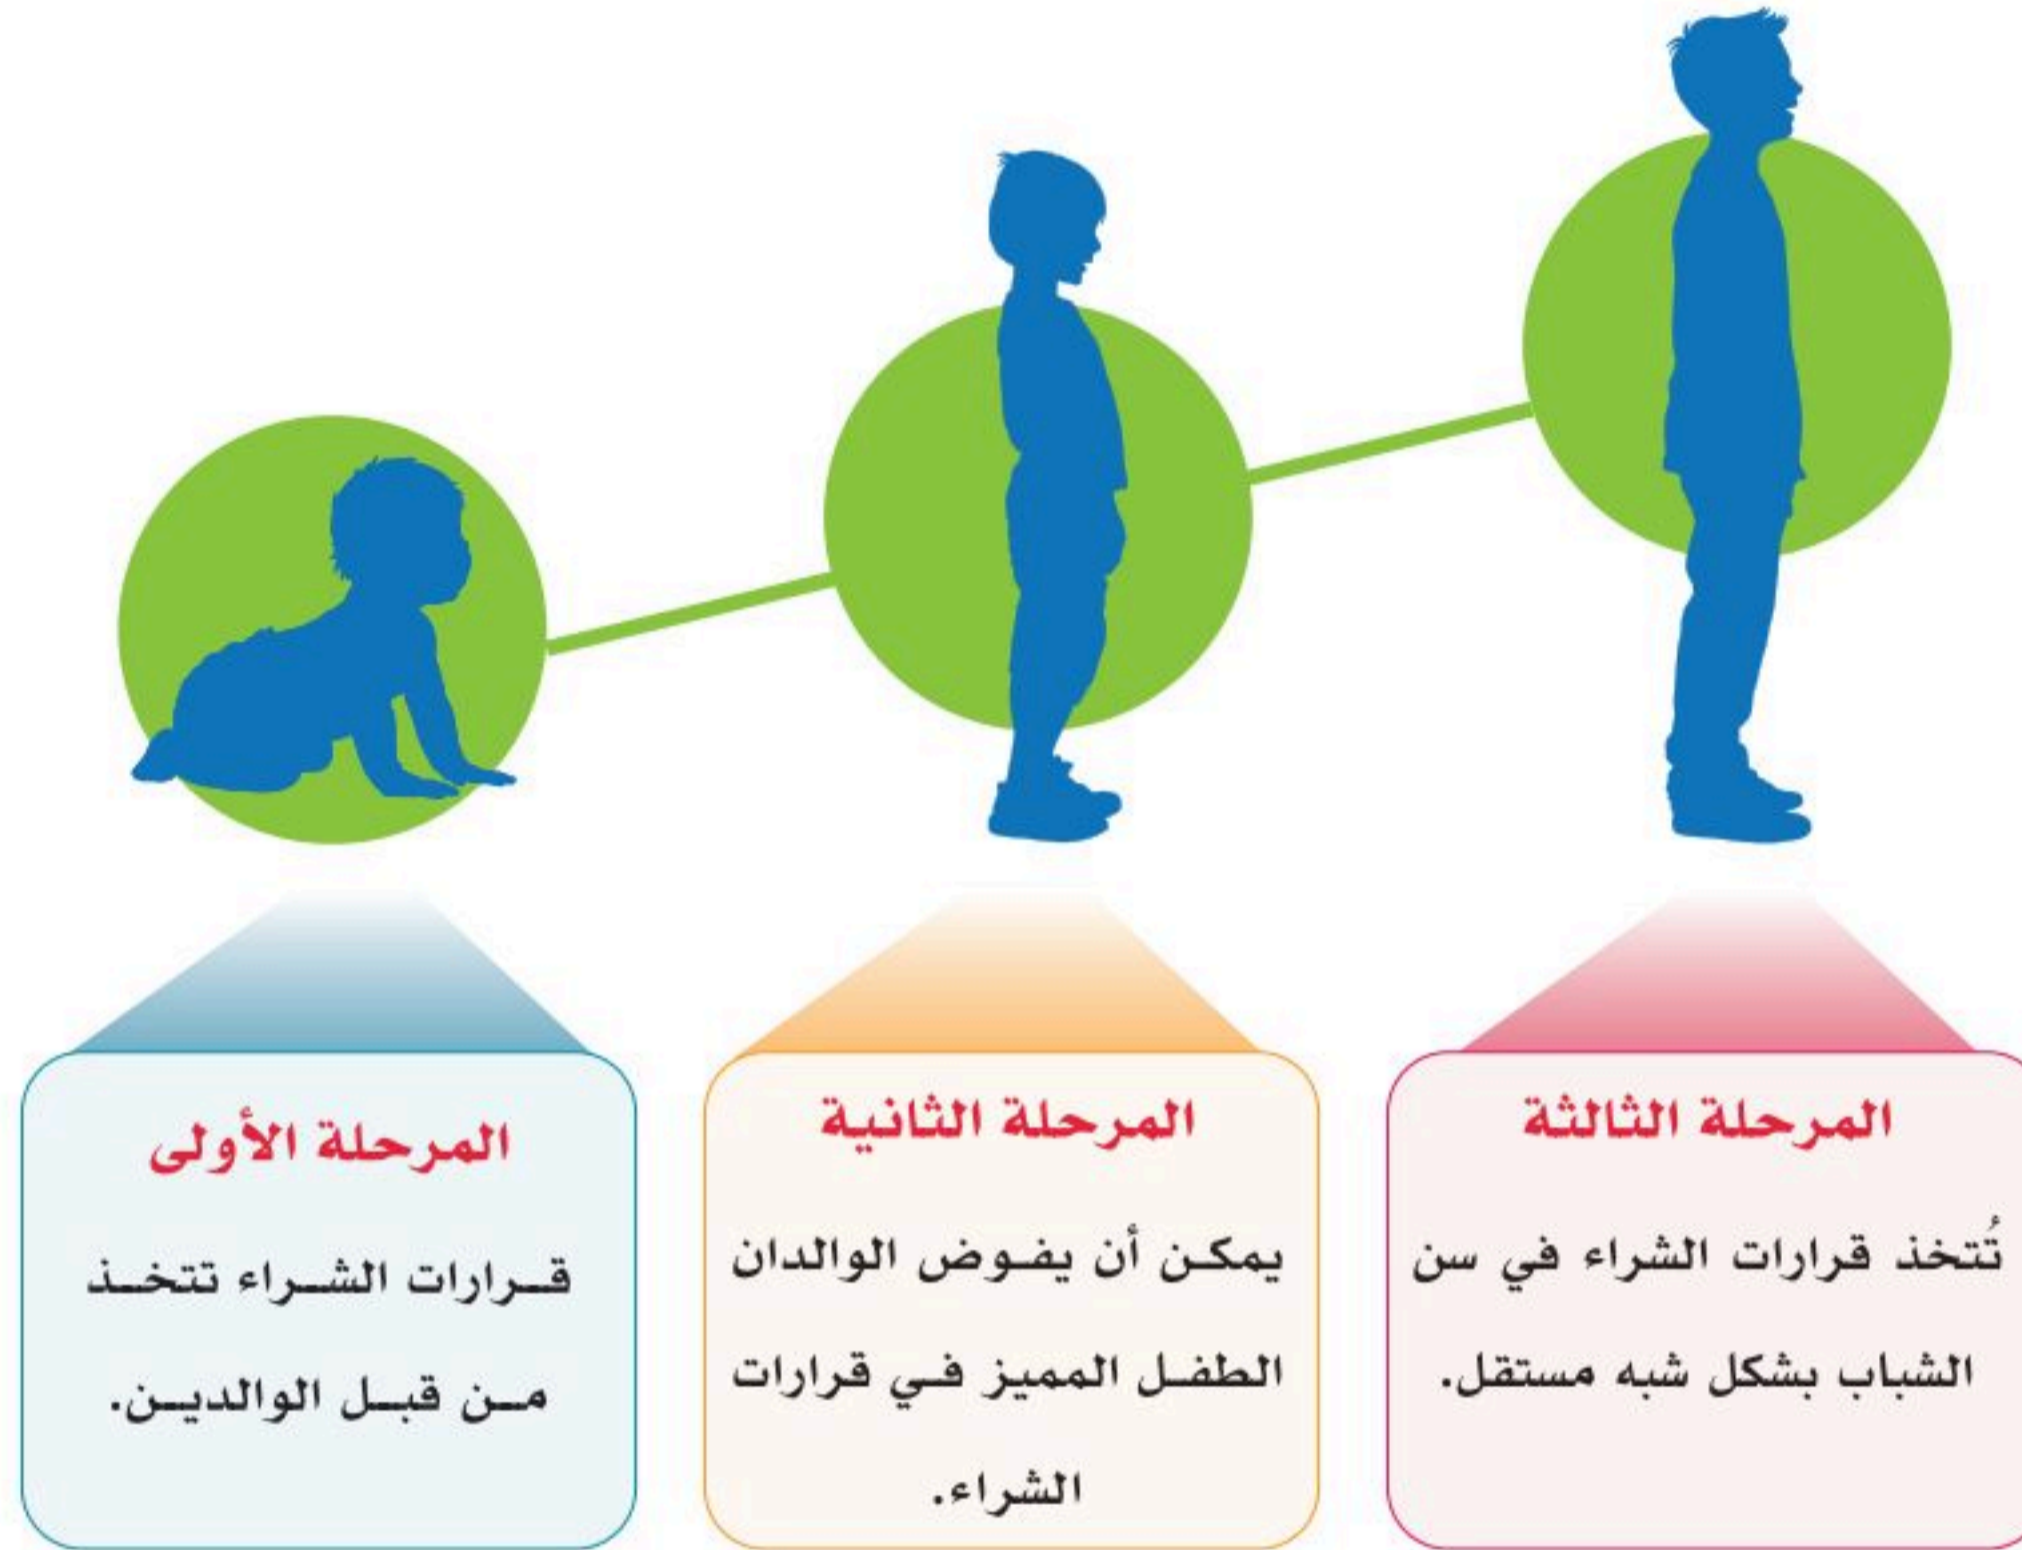 المرحلة الأولى
قرارات الشراء تتخذ
من قبل الوالدين.
المرحلة الثانية
يمكن أن يفوض الوالدان
الطفل المميز في قرارات
الشراء.
المرحلة الثالثة
تُتخذ قرارات الشراء في سن
الشباب بشكل شبه مستقل.